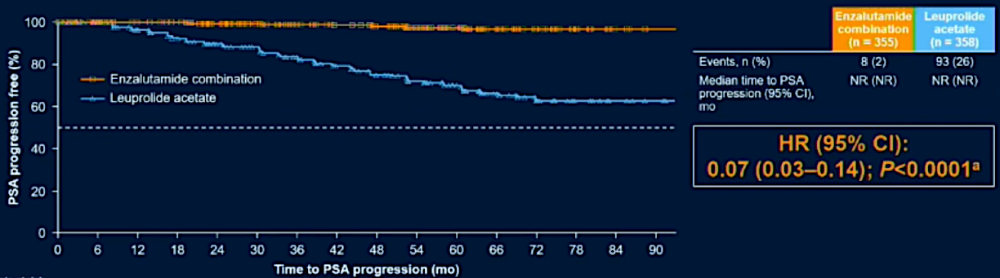 PSA progression free (%)
100
80
60
40
20
0
Enzalutamide combination
Leuprolide acetate
0 6 12 18 24 30 36 42 48 54 60 66 72 78 84 90
Time to PSA progression (mo)
Enzalutamide combination (n = 355)
Leuprolide acetate (n = 358)
Events, n (%) 8 (2) 93 (26)
Median time to PSA NR (NR) NR (NR)
progression (95% CI),
mo
HR (95% CI):
0.07 (0.03–0.14); P<0.0001ᵃ